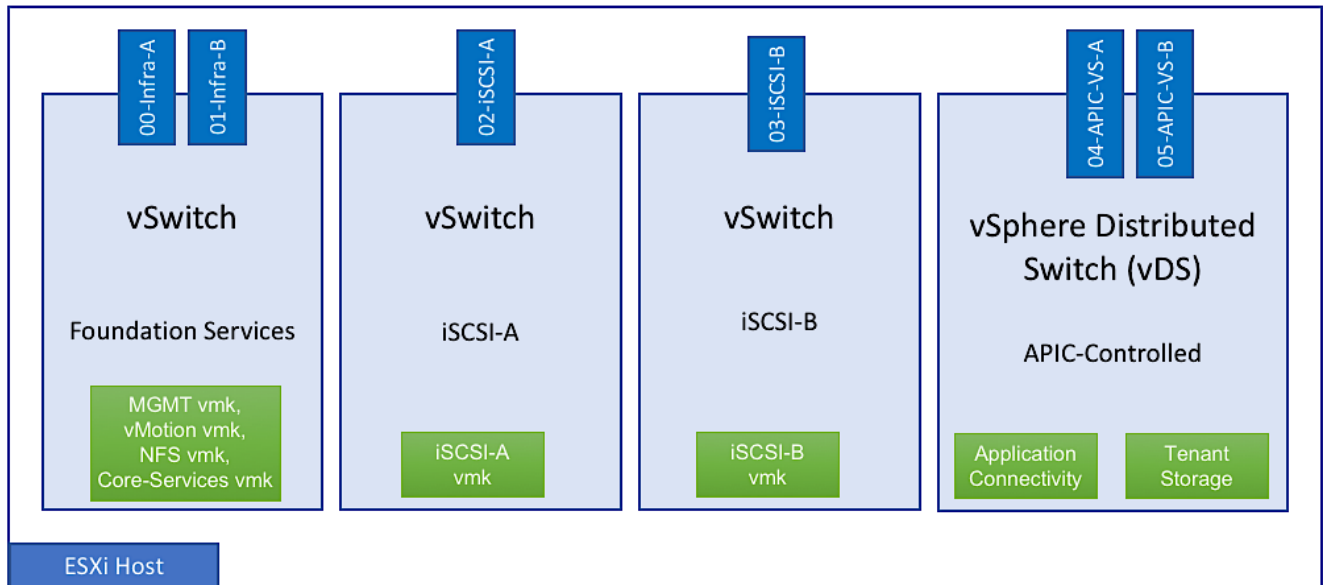 00-Infra-A
01-Infra-B
vSwitch
Foundation Services
MGMT vmk,
vMotion vmk,
NFS vmk,
Core-Services vmk
02-iSCSI-A
vSwitch
iSCSI-A
iSCSI-A
vmk
03-iSCSI-B
vSwitch
iSCSI-B
iSCSI-B
vmk
04-APIC-VS-A
05-APIC-VS-B
vSphere Distributed
Switch (vDS)
APIC-Controlled
Application
Connectivity
Tenant
Storage
ESXi Host